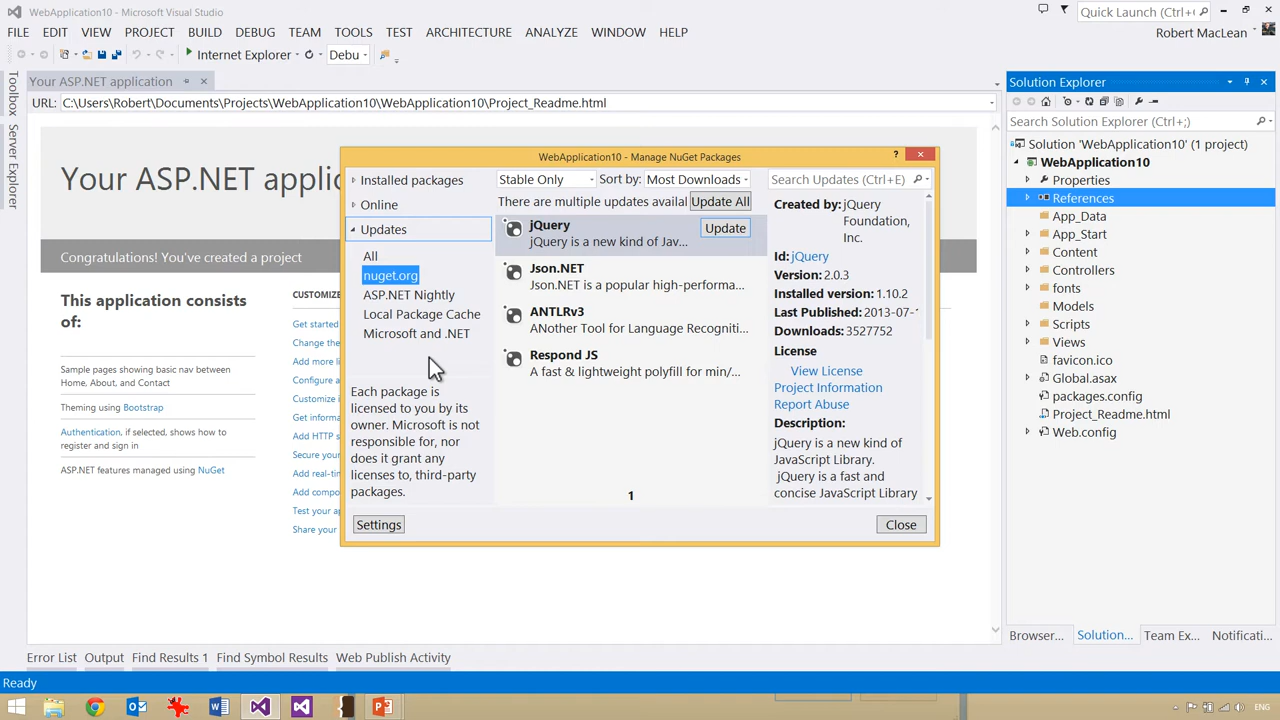 WebApplication10 - Microsoft Visual Studio
Quick Launch (Ctrl+
FILE EDIT VIEW PROJECT BUILD DEBUG TEAM TOOLS TEST ARCHITECTURE ANALYZE WINDOW HELP
Robert MacLean
Internet Explorer
Debu
Your ASP.NET application
URL: C:\Users\Robert\Documents\Projects\WebApplication10\WebApplication10\Project_Readme.html
Toolbox
Server Explorer
Your ASP.NET applic
Congratulations! You've created a project
This application consists
of:
Sample pages showing basic nav between
Home, About, and Contact
Theming using Bootstrap
Authentication, if selected, shows how to
register and sign in
ASP.NET features managed using NuGet
CUSTOMIZ
Get started
Change the
Add more li
Configure a
Customize i
Get inform
Add HTTP s
Secure your
Add real-tim
Add compo
Test your ap
Share your
WebApplication10 - Manage NuGet Packages
?
Installed packages
Online
Updates
All
nuget.org
ASP.NET Nightly
Local Package Cache
Microsoft and .NET
Each package is
licensed to you by its
owner. Microsoft is not
responsible for, nor
does it grant any
licenses to, third-party
packages.
Settings
Stable Only
Sort by: Most Downloads
There are multiple updates availal
Update All
jQuery
jQuery is a new kind of Jav...
Update
Json.NET
Json.NET is a popular high-performa...
ANTLRv3
ANother Tool for Language Recogniti...
Respond JS
A fast & lightweight polyfill for min/...
1
Search Updates (Ctrl+E)
Created by: jQuery
Foundation,
Inc.
Id: jQuery
Version: 2.0.3
Installed version: 1.10.2
Last Published: 2013-07-
Downloads: 3527752
License
View License
Project Information
Report Abuse
Description:
jQuery is a new kind of
JavaScript Library.
jQuery is a fast and
concise JavaScript Library
Close
Solution Explorer
Search Solution Explorer (Ctrl+;)
Solution 'WebApplication10' (1 project)
WebApplication10
Properties
References
App_Data
App_Start
Content
Controllers
fonts
Models
Scripts
Views
favicon.ico
Global.asax
packages.config
Project_Readme.html
Web.config
Browser... Solution... Team Ex... Notificati...
Error List Output Find Results 1 Find Symbol Results Web Publish Activity
Ready
ENG